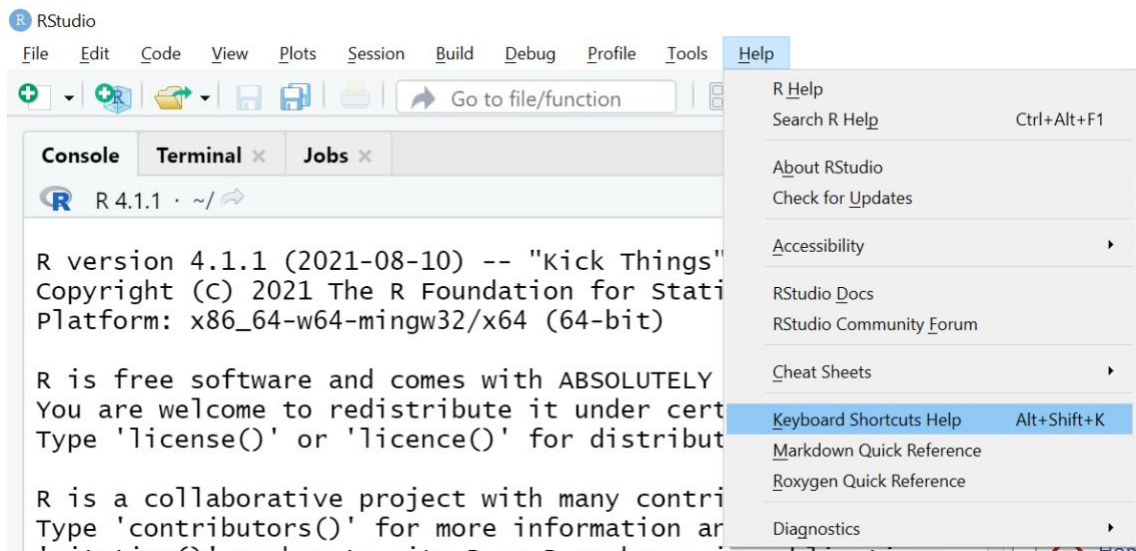 RStudio
File Edit Code View Plots Session Build Debug Profile Tools Help
Go to file/function
Console Terminal × Jobs ×
R 4.1.1 · ~/
R version 4.1.1 (2021-08-10) -- "Kick Things"
Copyright (C) 2021 The R Foundation for Stati
Platform: x86_64-w64-mingw32/x64 (64-bit)
R is free software and comes with ABSOLUTELY
You are welcome to redistribute it under cert
Type 'license()' or 'licence()' for distribut
R is a collaborative project with many contri
Type 'contributors()' for more information an
R Help
Search R Help Ctrl+Alt+F1
About RStudio
Check for Updates
Accessibility
RStudio Docs
RStudio Community Forum
Cheat Sheets
Keyboard Shortcuts Help Alt+Shift+K
Markdown Quick Reference
Roxygen Quick Reference
Diagnostics